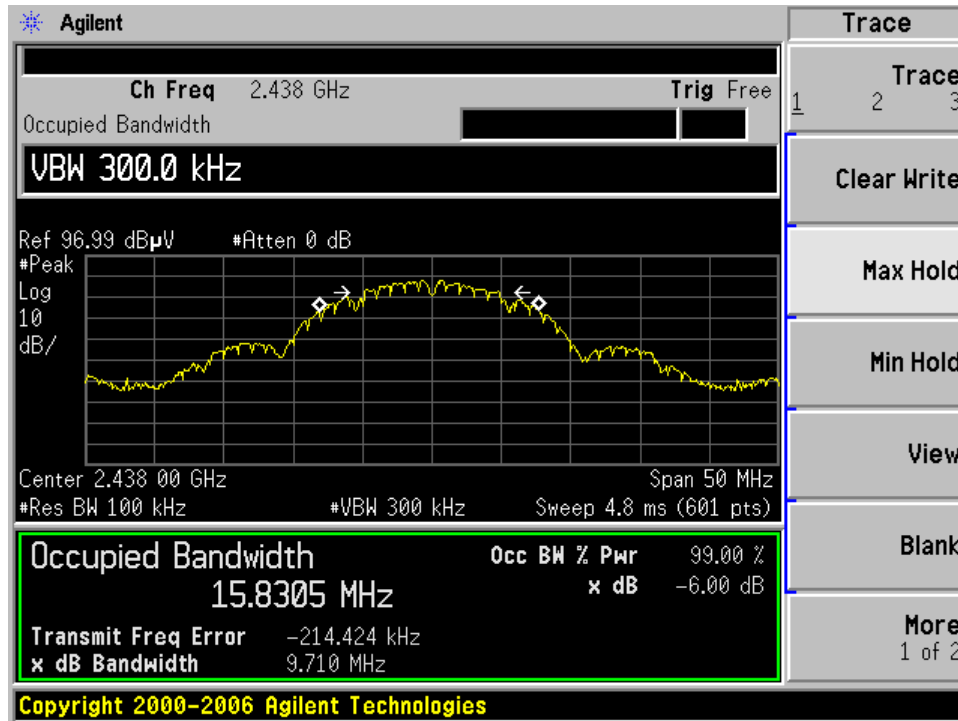 Agilent
Trace
Ch Freq 2.438 GHz Trig Free
Occupied Bandwidth
VBW 300.0 kHz
Ref 96.99 dBµV #Atten 0 dB
#Peak
Log
10
dB/
Center 2.438 00 GHz Span 50 MHz
#Res BW 100 kHz #VBW 300 kHz Sweep 4.8 ms (601 pts)
Occupied Bandwidth
15.8305 MHz
Occ BW % Pwr 99.00 %
x dB -6.00 dB
Transmit Freq Error -214.424 kHz
x dB Bandwidth 9.710 MHz
Copyright 2000-2006 Agilent Technologies
Trace
1 2 3
Clear Write
Max Hold
Min Hold
View
Blank
More
1 of 2